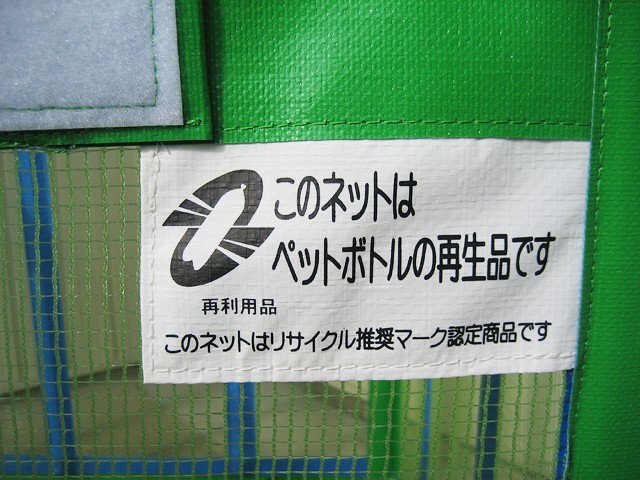 このネットは
ペットボトルの再生品です
再利用品
このネットはリサイクル推奨マーク認定商品です